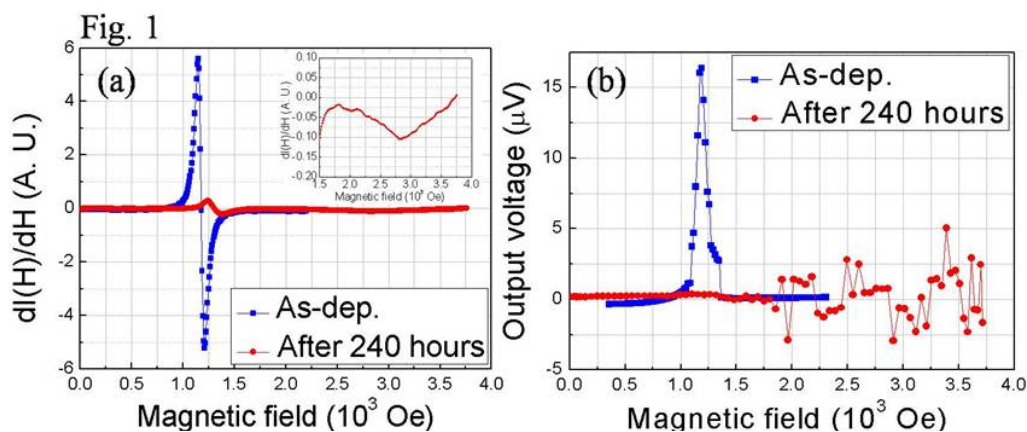 Fig. 1
(a)
dI(H)/dH (A. U.)
6
4
2
0
-2
-4
-6
0.0 0.5 1.0 1.5 2.0 2.5 3.0 3.5 4.0
Magnetic field (10³ Oe)
As-dep.
After 240 hours
dI(H)/dH (A. U.)
0.10
0.05
0.00
-0.05
-0.10
-0.15
-0.20
1.5 2.0 2.5 3.0 3.5 4.0
Magnetic field (10³ Oe)
(b)
Output voltage (μV)
15
10
5
0
-5
0.0 0.5 1.0 1.5 2.0 2.5 3.0 3.5 4.0
Magnetic field (10³ Oe)
As-dep.
After 240 hours